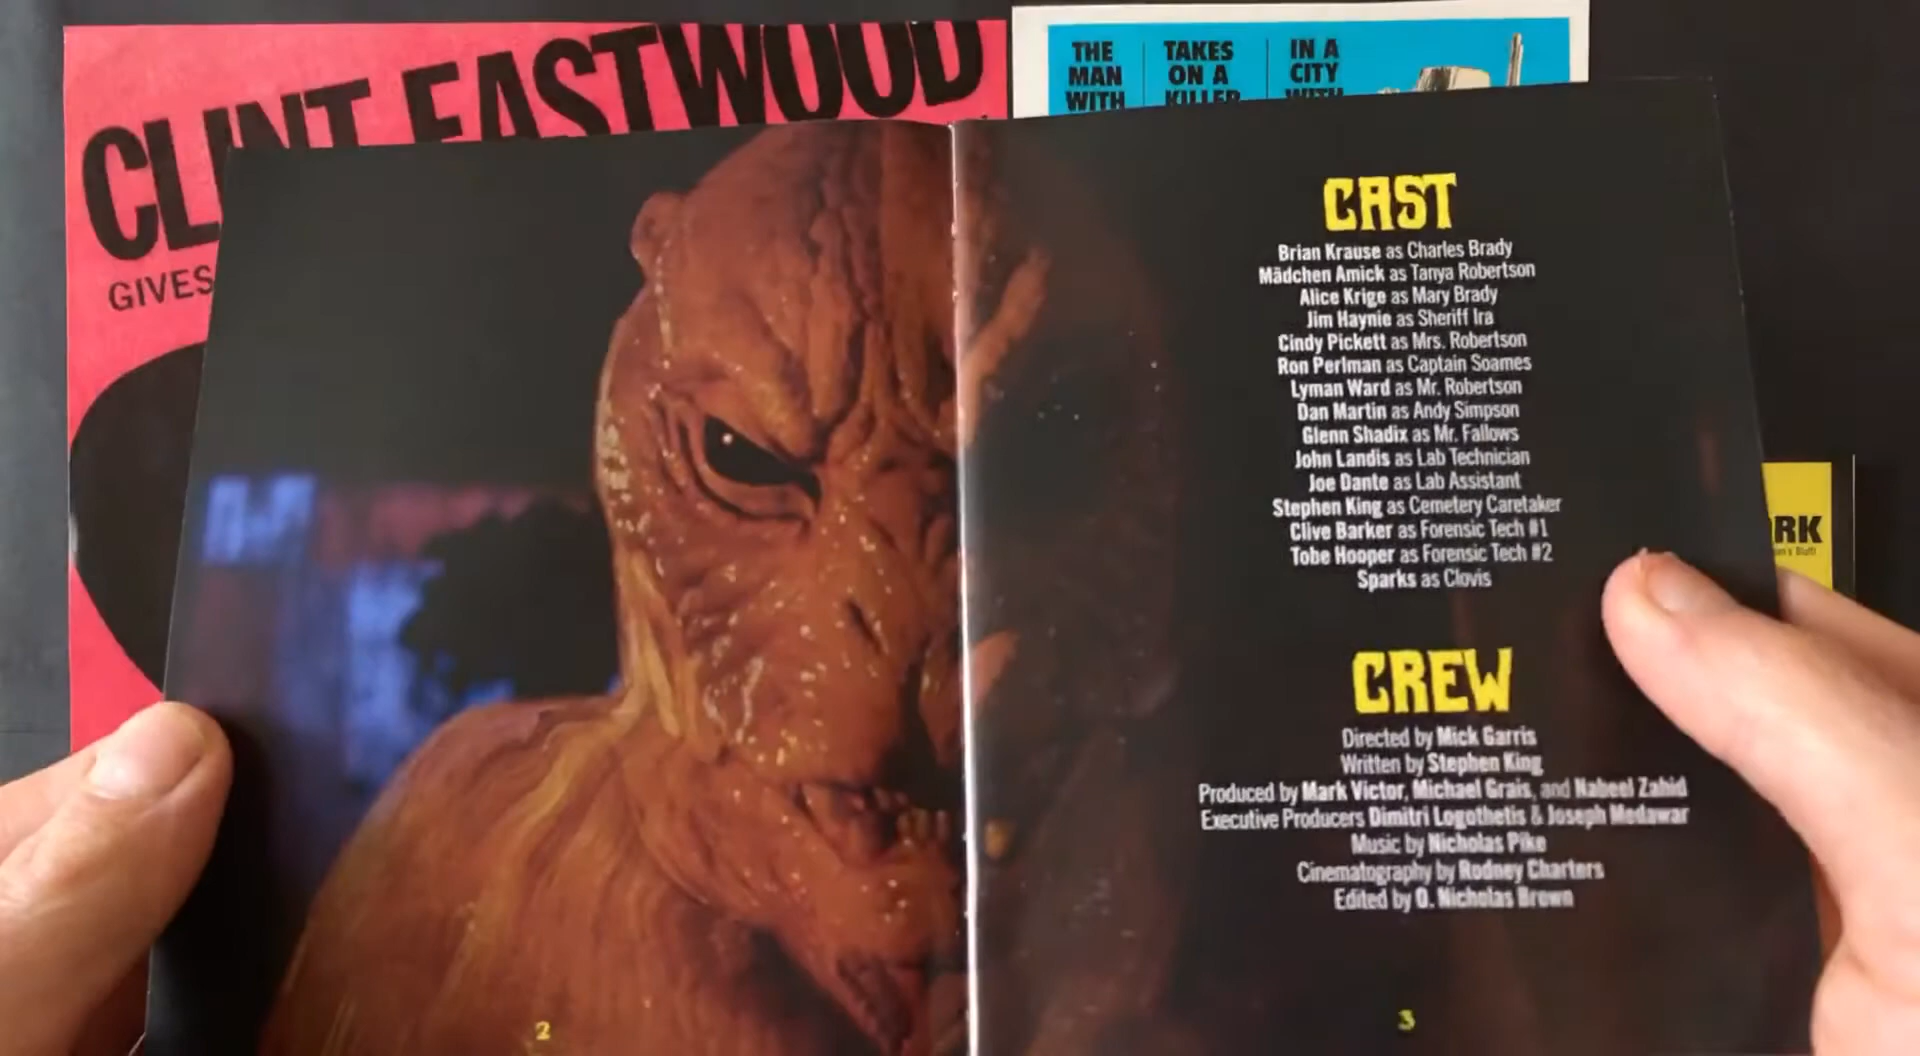 CLINT EASTWOOD
GIVES
THE
MAN
WITH
TAKES
ON A
KILLER
IN A
CITY
WITH
CAST
Brian Krause as Charles Brady
Mädchen Amick as Tanya Robertson
Alice Krige as Mary Brady
Jim Haynie as Sheriff Ira
Cindy Pickett as Mrs. Robertson
Ron Perlman as Captain Soames
Lyman Ward as Mr. Robertson
Dan Martin as Andy Simpson
Glenn Shadix as Mr. Fallows
John Landis as Lab Technician
Joe Dante as Lab Assistant
Stephen King as Cemetery Caretaker
Clive Barker as Forensic Tech #1
Tobe Hooper as Forensic Tech #2
Sparks as Clovis
CREW
Directed by Mick Garris
Written by Stephen King
Produced by Mark Victor, Michael Grais, and Nabeel Zahid
Executive Producers Dimitri Logothetis & Joseph Medawar
Music by Nicholas Pike
Cinematography by Rodney Charters
Edited by O. Nicholas Brown
RK
2
3